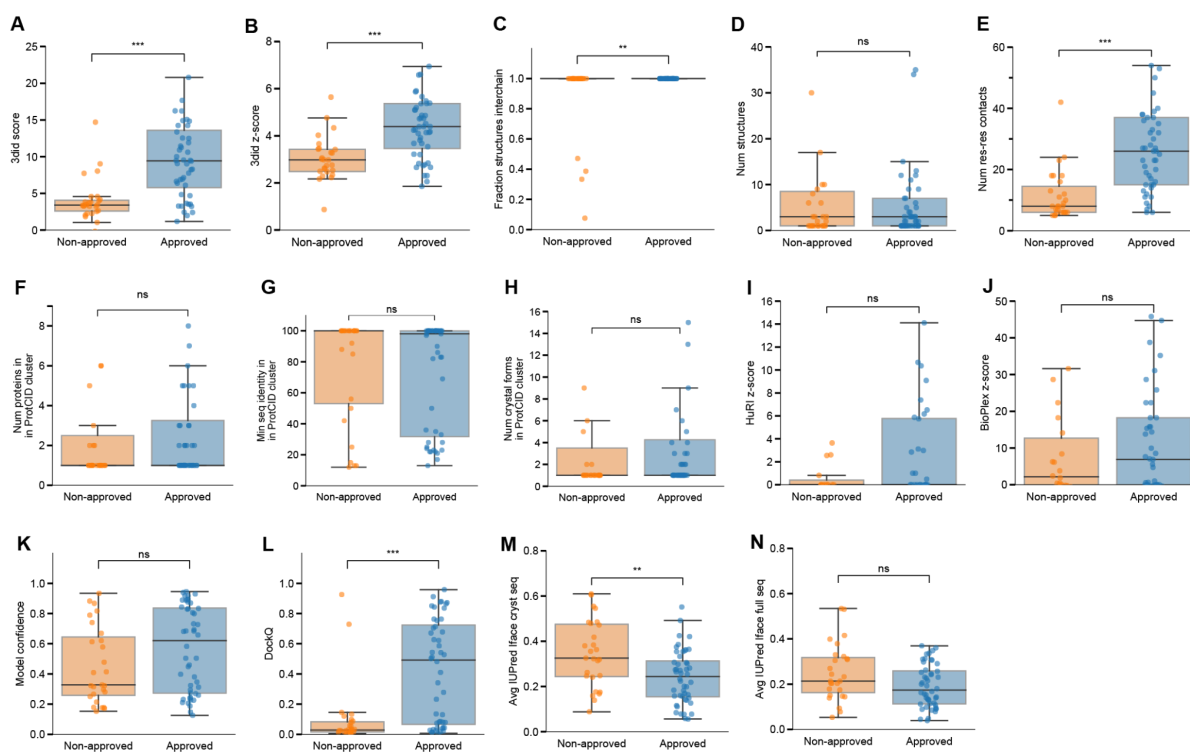 A
3did score
25
20
15
10
5
0
***
Non-approved
Approved
B
3did z-score
8
6
4
2
0
***
Non-approved
Approved
C
Fraction structures interchain
1.0
0.8
0.6
0.4
0.2
0.0
**
Non-approved
Approved
D
Num structures
40
30
20
10
0
ns
Non-approved
Approved
E
Num res-res contacts
60
50
40
30
20
10
0
***
Non-approved
Approved
F
Num proteins in
ProtCID cluster
8
6
4
2
0
ns
Non-approved
Approved
G
Min seq identity in
ProtCID cluster
100
80
60
40
20
0
ns
Non-approved
Approved
H
Num crystal forms
in ProtCID cluster
16
14
12
10
8
6
4
2
0
ns
Non-approved
Approved
I
HuRI z-score
16
14
12
10
8
6
4
2
0
ns
Non-approved
Approved
J
BioPlex z-score
50
40
30
20
10
0
ns
Non-approved
Approved
K
Model confidence
1.0
0.8
0.6
0.4
0.2
0.0
ns
Non-approved
Approved
L
DockQ
1.0
0.8
0.6
0.4
0.2
0.0
***
Non-approved
Approved
M
Avg IUPred iface cryst seq
0.8
0.6
0.4
0.2
0.0
**
Non-approved
Approved
N
Avg IUPred iface full seq
0.8
0.6
0.4
0.2
0.0
ns
Non-approved
Approved